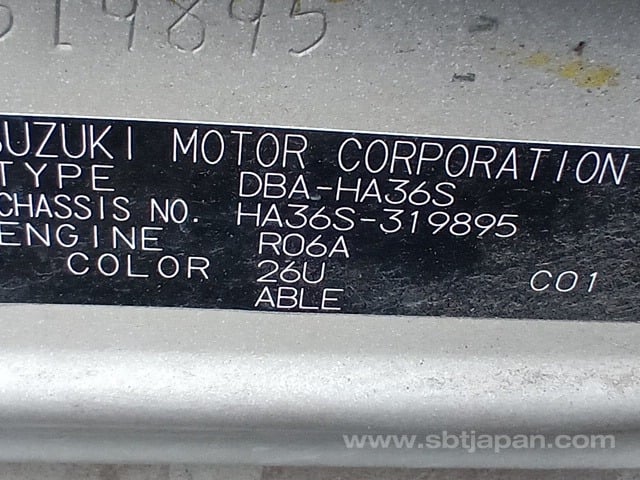 319895
SUZUKI MOTOR CORPORATION
TYPE DBA-HA36S
CHASSIS NO. HA36S-319895
ENGINE R06A
COLOR 26U C01
ABLE
www.sbtjapan.com